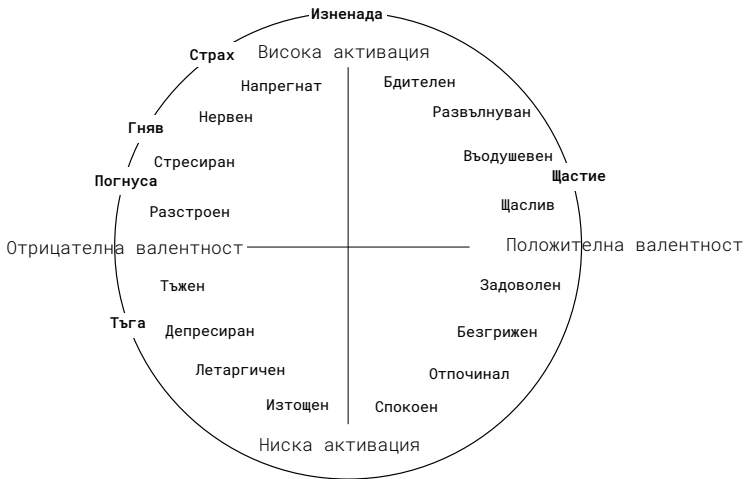 Изненада
Страх
Висока активация
Напрегнат
Бдителен
Нервен
Развълнуван
Гняв
Стресиран
Въодушевен
Погнуса
Щастие
Разстроен
Щаслив
Отрицателна валентност
Положителна валентност
Тъжен
Задоволен
Тъга
Депресиран
Безгрижен
Летаргичен
Отпочинал
Изтощен
Спокоен
Ниска активация